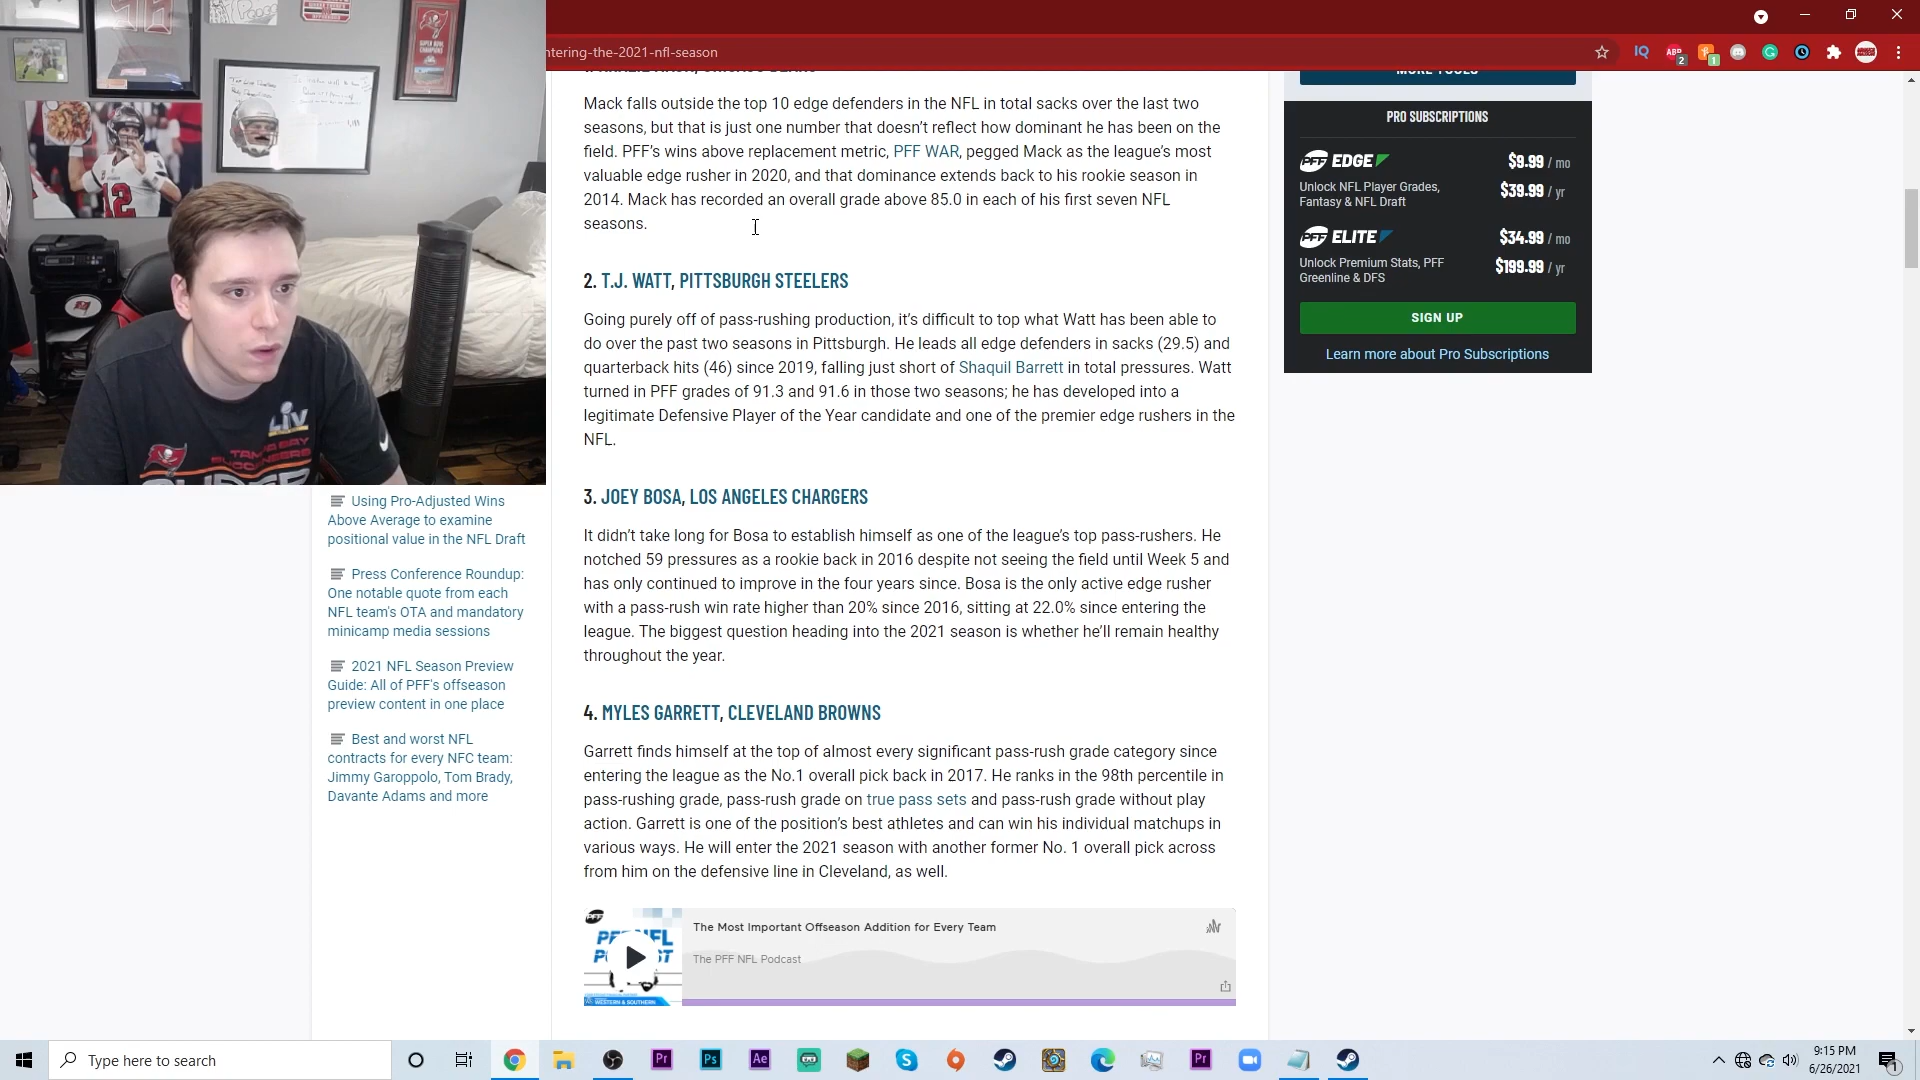 ntering-the-2021-nfl-season
Mack falls outside the top 10 edge defenders in the NFL in total sacks over the last two
seasons, but that is just one number that doesn’t reflect how dominant he has been on the
field. PFF’s wins above replacement metric, PFF WAR, pegged Mack as the league’s most
valuable edge rusher in 2020, and that dominance extends back to his rookie season in
2014. Mack has recorded an overall grade above 85.0 in each of his first seven NFL
seasons.
2. T.J. WATT, PITTSBURGH STEELERS
Going purely off of pass-rushing production, it’s difficult to top what Watt has been able to
do over the past two seasons in Pittsburgh. He leads all edge defenders in sacks (29.5) and
quarterback hits (46) since 2019, falling just short of Shaquil Barrett in total pressures. Watt
turned in PFF grades of 91.3 and 91.6 in those two seasons; he has developed into a
legitimate Defensive Player of the Year candidate and one of the premier edge rushers in the
NFL.
3. JOEY BOSA, LOS ANGELES CHARGERS
It didn’t take long for Bosa to establish himself as one of the league’s top pass-rushers. He
notched 59 pressures as a rookie back in 2016 despite not seeing the field until Week 5 and
has only continued to improve in the four years since. Bosa is the only active edge rusher
with a pass-rush win rate higher than 20% since 2016, sitting at 22.0% since entering the
league. The biggest question heading into the 2021 season is whether he’ll remain healthy
throughout the year.
4. MYLES GARRETT, CLEVELAND BROWNS
Garrett finds himself at the top of almost every significant pass-rush grade category since
entering the league as the No.1 overall pick back in 2017. He ranks in the 98th percentile in
pass-rushing grade, pass-rush grade on true pass sets and pass-rush grade without play
action. Garrett is one of the position’s best athletes and can win his individual matchups in
various ways. He will enter the 2021 season with another former No. 1 overall pick across
from him on the defensive line in Cleveland, as well.
The Most Important Offseason Addition for Every Team
The PFF NFL Podcast
PFF
WESTERN & SOUTHERN
MORE TOOLS
PRO SUBSCRIPTIONS
PFF EDGE
$9.99 / mo
Unlock NFL Player Grades,
Fantasy & NFL Draft
$39.99 / yr
PFF ELITE
$34.99 / mo
Unlock Premium Stats, PFF
Greenline & DFS
$199.99 / yr
SIGN UP
Learn more about Pro Subscriptions
Using Pro-Adjusted Wins
Above Average to examine
positional value in the NFL Draft
Press Conference Roundup:
One notable quote from each
NFL team's OTA and mandatory
minicamp media sessions
2021 NFL Season Preview
Guide: All of PFF's offseason
preview content in one place
Best and worst NFL
contracts for every NFC team:
Jimmy Garoppolo, Tom Brady,
Davante Adams and more
12
LIV
TAMPA BAY
BUCCANEERS
SUPER BOWL
CHAMPIONS
IQ
ABP
2
1
Type here to search
Pr
Ps
Ae
Pr
9:15 PM
6/26/2021
1